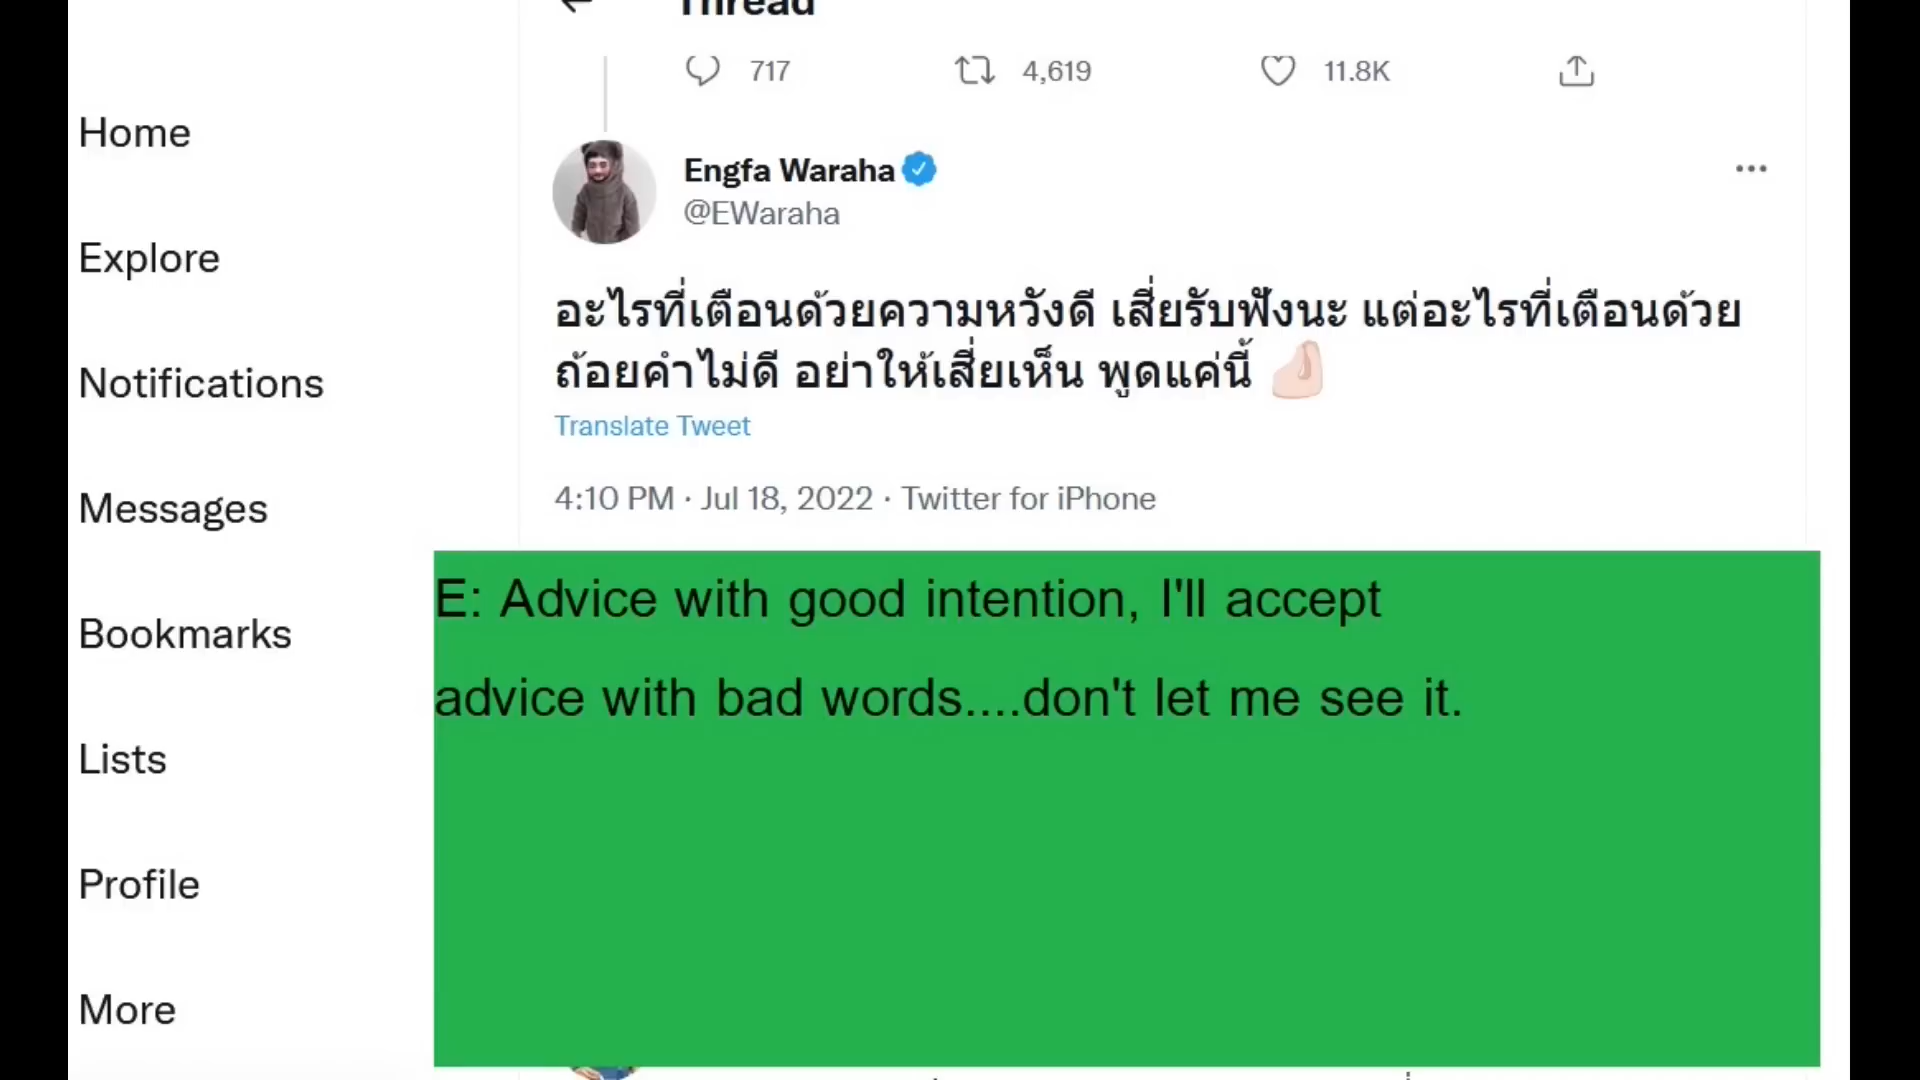 Thread
717 4,619 11.8K
Home
Engfa Waraha
@EWaraha
Explore
อะไรที่เตือนด้วยความหวังดี เสี่ยรับฟังนะ แต่อะไรที่เตือนด้วย
ถ้อยคำไม่ดี อย่าให้เสี่ยเห็น พูดแค่นี้ 🤌🏻
Notifications
Translate Tweet
4:10 PM · Jul 18, 2022 · Twitter for iPhone
Messages
E: Advice with good intention, I'll accept
Bookmarks
advice with bad words....don't let me see it.
Lists
Profile
More